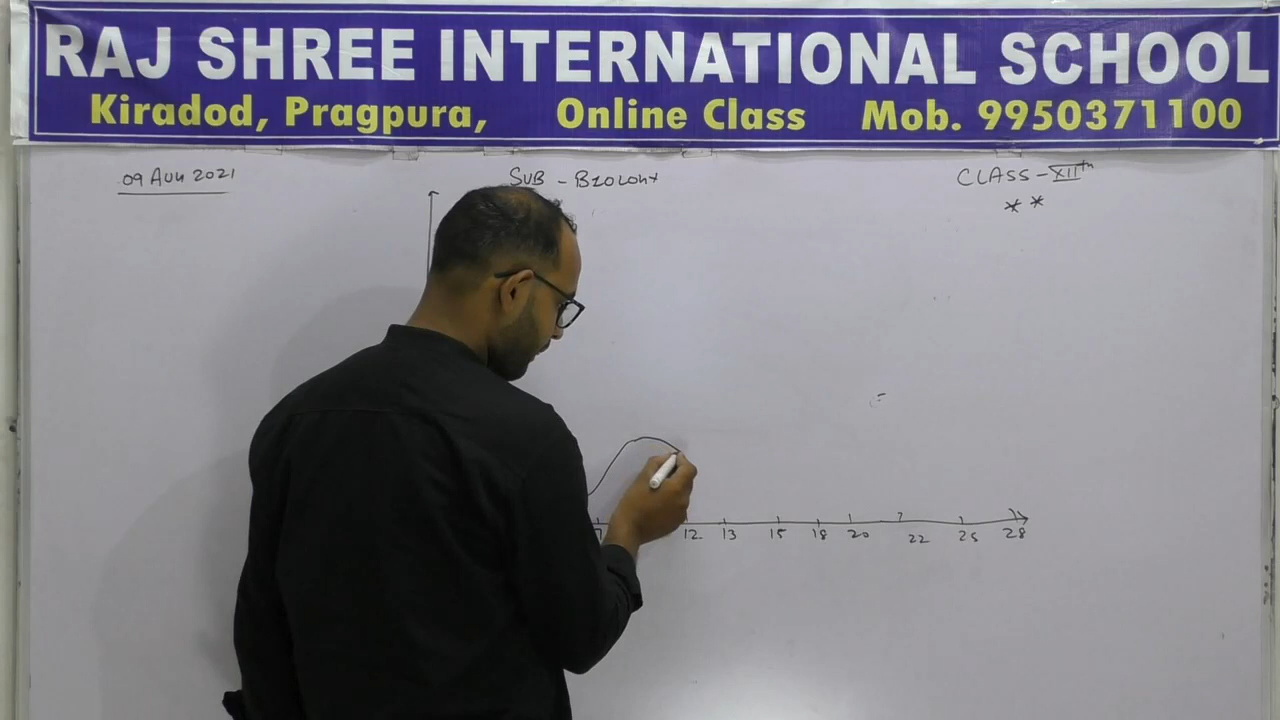 RAJ SHREE INTERNATIONAL SCHOOL
Kiradod, Pragpura, Online Class Mob. 9950371100
09 AUG 2021 SUB - BIOLOGY CLASS - XIIth
* *
7 12 13 15 18 20 22 25 28